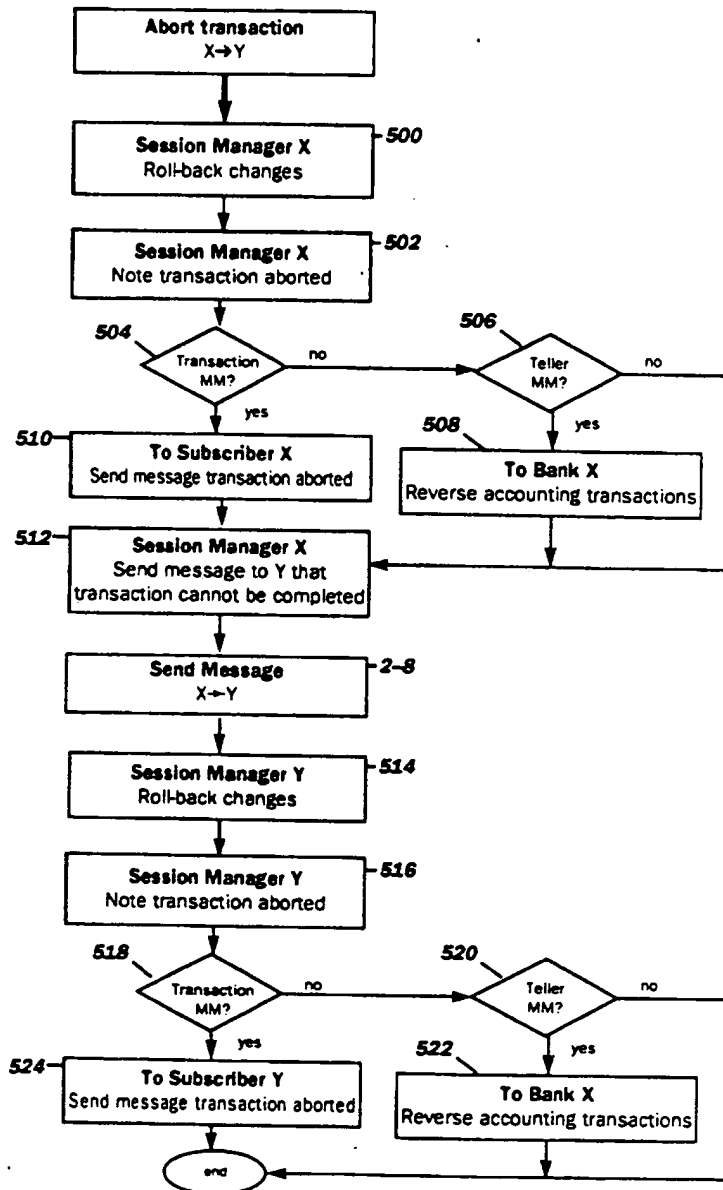 Abort transaction
X→Y
500
Session Manager X
Roll-back changes
502
Session Manager X
Note transaction aborted
504
Transaction
MM?
no
yes
506
Teller
MM?
no
yes
510
To Subscriber X
Send message transaction aborted
508
To Bank X
Reverse accounting transactions
512
Session Manager X
Send message to Y that
transaction cannot be completed
2-8
Send Message
X→Y
514
Session Manager Y
Roll-back changes
516
Session Manager Y
Note transaction aborted
518
Transaction
MM?
no
yes
520
Teller
MM?
no
yes
524
To Subscriber Y
Send message transaction aborted
522
To Bank X
Reverse accounting transactions
end